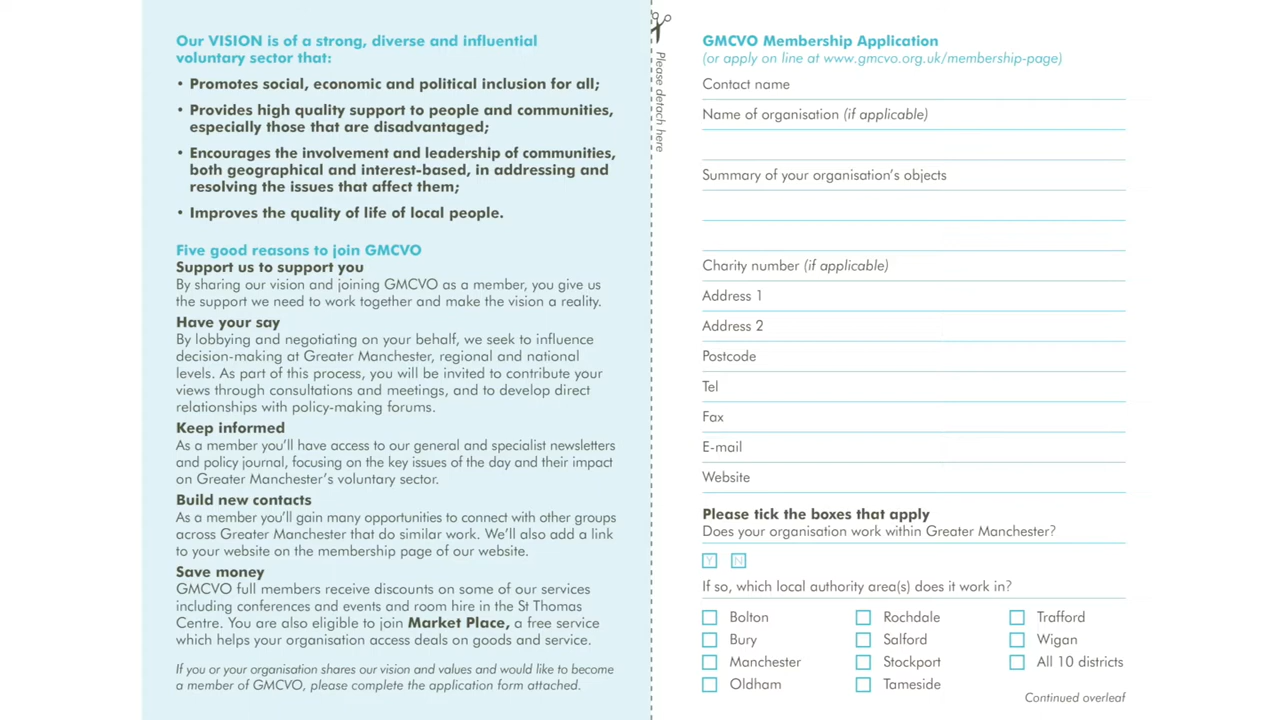 Our VISION is of a strong, diverse and influential
voluntary sector that:
• Promotes social, economic and political inclusion for all;
• Provides high quality support to people and communities,
especially those that are disadvantaged;
• Encourages the involvement and leadership of communities,
both geographical and interest-based, in addressing and
resolving the issues that affect them;
• Improves the quality of life of local people.
Five good reasons to join GMCVO
Support us to support you
By sharing our vision and joining GMCVO as a member, you give us
the support we need to work together and make the vision a reality.
Have your say
By lobbying and negotiating on your behalf, we seek to influence
decision-making at Greater Manchester, regional and national
levels. As part of this process, you will be invited to contribute your
views through consultations and meetings, and to develop direct
relationships with policy-making forums.
Keep informed
As a member you'll have access to our general and specialist newsletters
and policy journal, focusing on the key issues of the day and their impact
on Greater Manchester's voluntary sector.
Build new contacts
As a member you'll gain many opportunities to connect with other groups
across Greater Manchester that do similar work. We'll also add a link
to your website on the membership page of our website.
Save money
GMCVO full members receive discounts on some of our services
including conferences and events and room hire in the St Thomas
Centre. You are also eligible to join Market Place, a free service
which helps your organisation access deals on goods and service.
If you or your organisation shares our vision and values and would like to become
a member of GMCVO, please complete the application form attached.
Please detach here
GMCVO Membership Application
(or apply on line at www.gmcvo.org.uk/membership-page)
Contact name
Name of organisation (if applicable)
Summary of your organisation's objects
Charity number (if applicable)
Address 1
Address 2
Postcode
Tel
Fax
E-mail
Website
Please tick the boxes that apply
Does your organisation work within Greater Manchester?
Y N
If so, which local authority area(s) does it work in?
Bolton Rochdale Trafford
Bury Salford Wigan
Manchester Stockport All 10 districts
Oldham Tameside
Continued overleaf